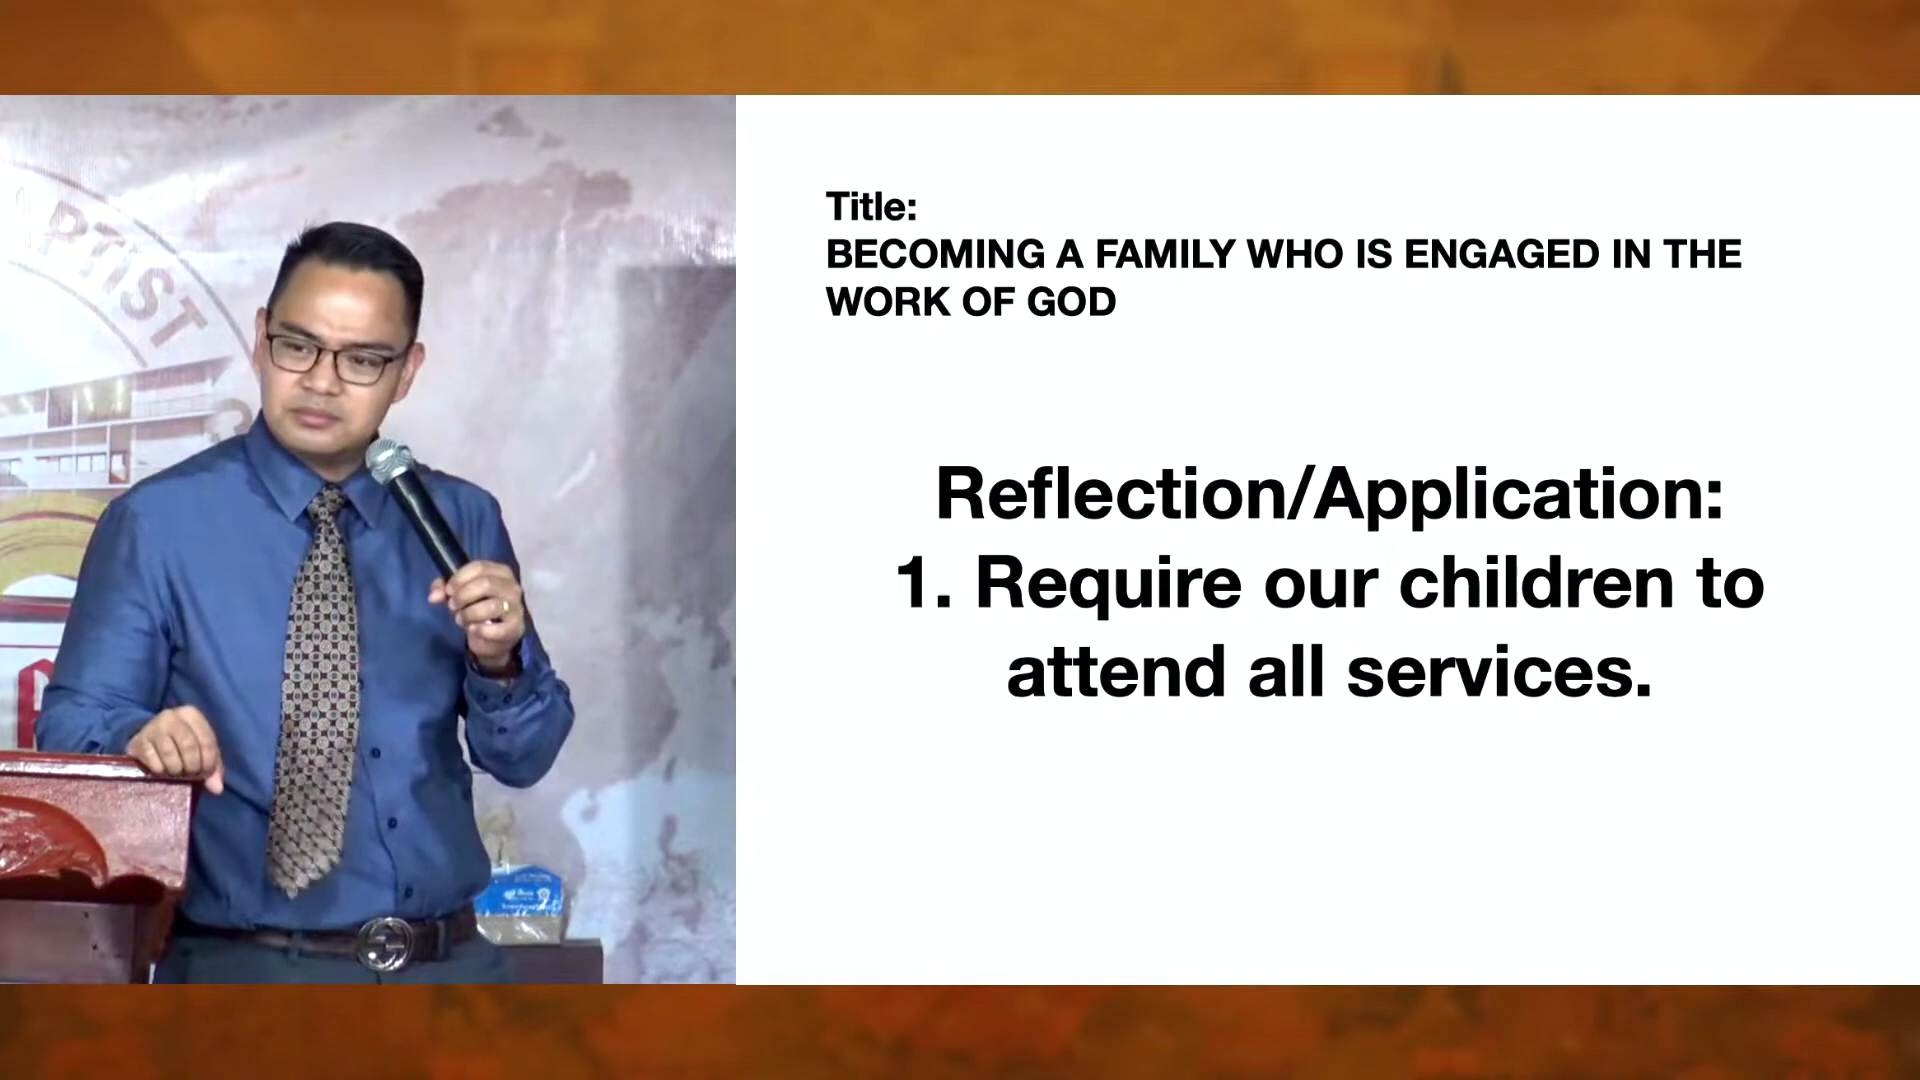 Title:
BECOMING A FAMILY WHO IS ENGAGED IN THE
WORK OF GOD
Reflection/Application:
1. Require our children to
attend all services.